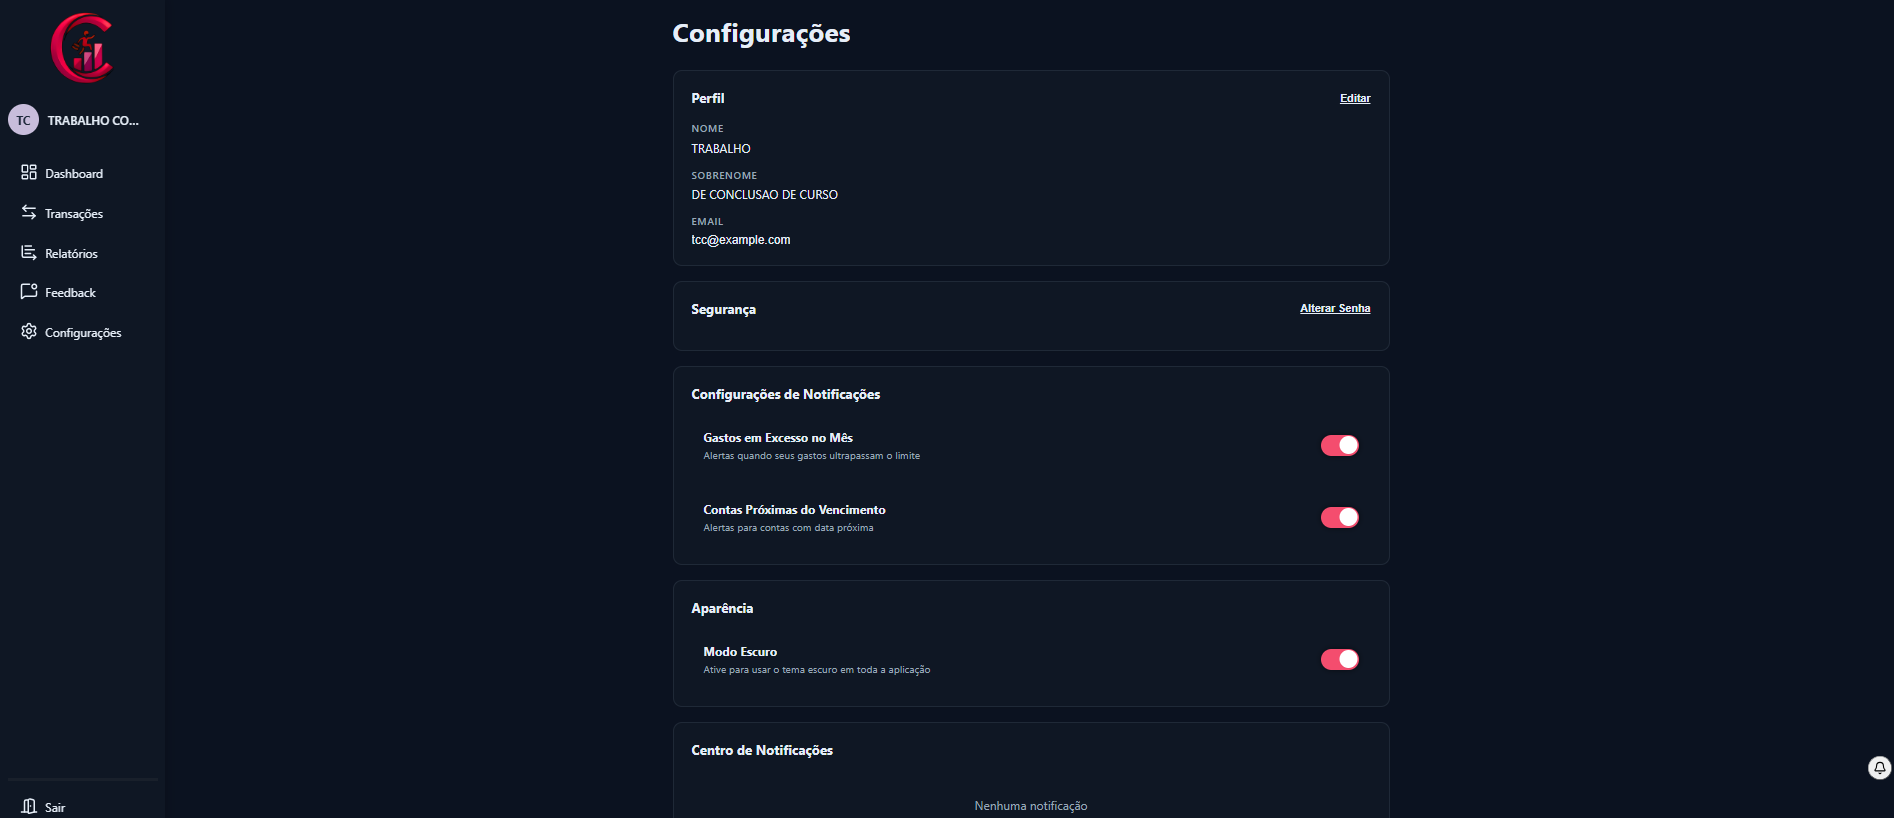 TC
TRABALHO CO...
Dashboard
Transações
Relatórios
Feedback
Configurações
Sair
Configurações
Perfil
Editar
NOME
TRABALHO
SOBRENOME
DE CONCLUSAO DE CURSO
EMAIL
tcc@example.com
Segurança
Alterar Senha
Configurações de Notificações
Gastos em Excesso no Mês
Alertas quando seus gastos ultrapassam o limite
Contas Próximas do Vencimento
Alertas para contas com data próxima
Aparência
Modo Escuro
Ative para usar o tema escuro em toda a aplicação
Centro de Notificações
Nenhuma notificação